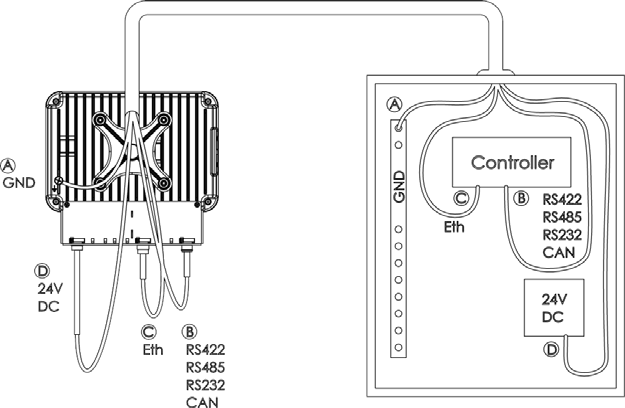 A
GND
D
24V
DC
C
Eth
B
RS422
RS485
RS232
CAN
A
GND
Controller
C
Eth
B
RS422
RS485
RS232
CAN
24V
DC
D